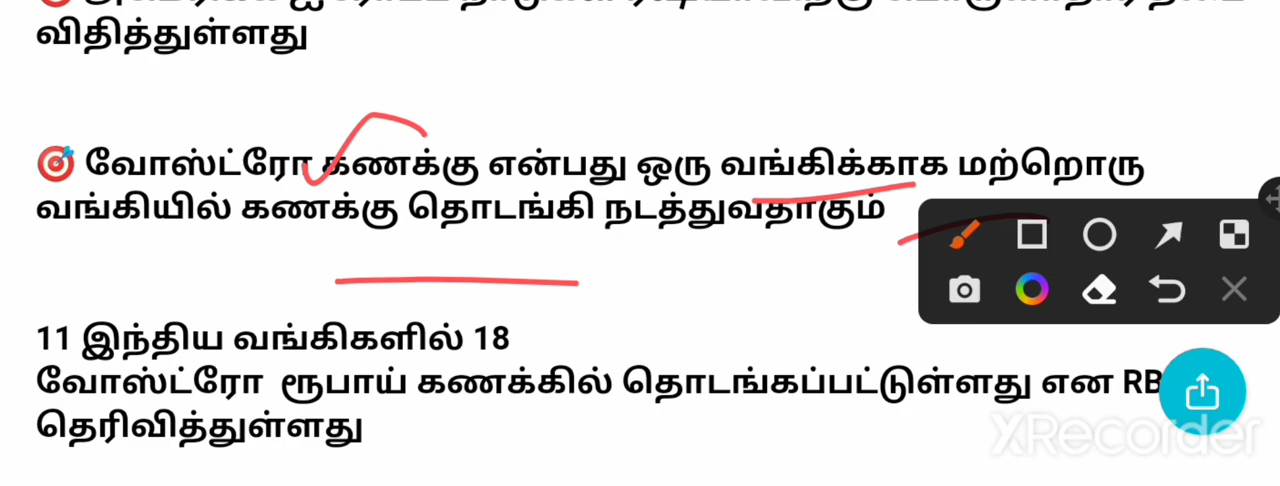 விதித்துள்ளது
வோஸ்ட்ரோ கணக்கு என்பது ஒரு வங்கிக்காக மற்றொரு
வங்கியில் கணக்கு தொடங்கி நடத்துவதாகும்
11 இந்திய வங்கிகளில் 18
வோஸ்ட்ரோ ரூபாய் கணக்கில் தொடங்கப்பட்டுள்ளது என RB
தெரிவித்துள்ளது
XRecorder